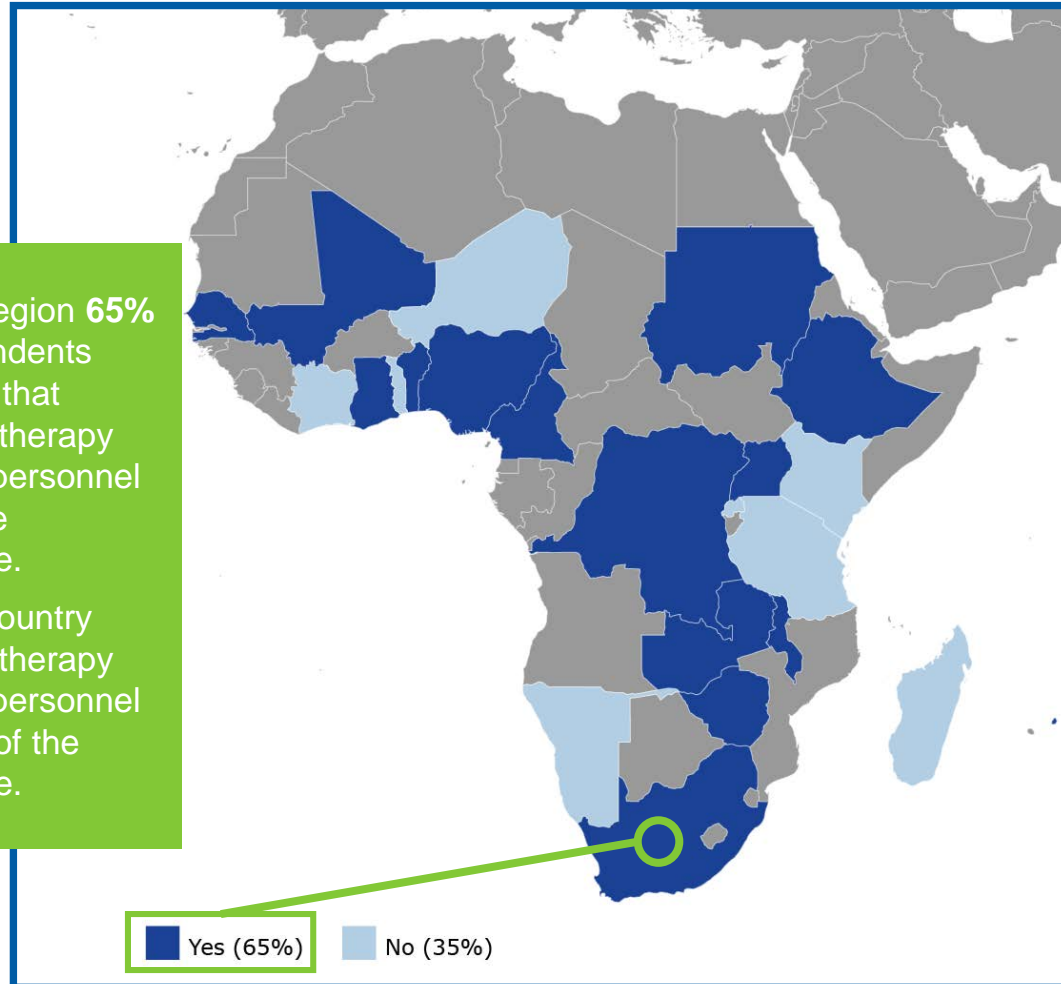 egion 65%
ndents
that
therapy
personnel
e
e.
ountry
therapy
personnel
of the
e.
Yes (65%)
No (35%)